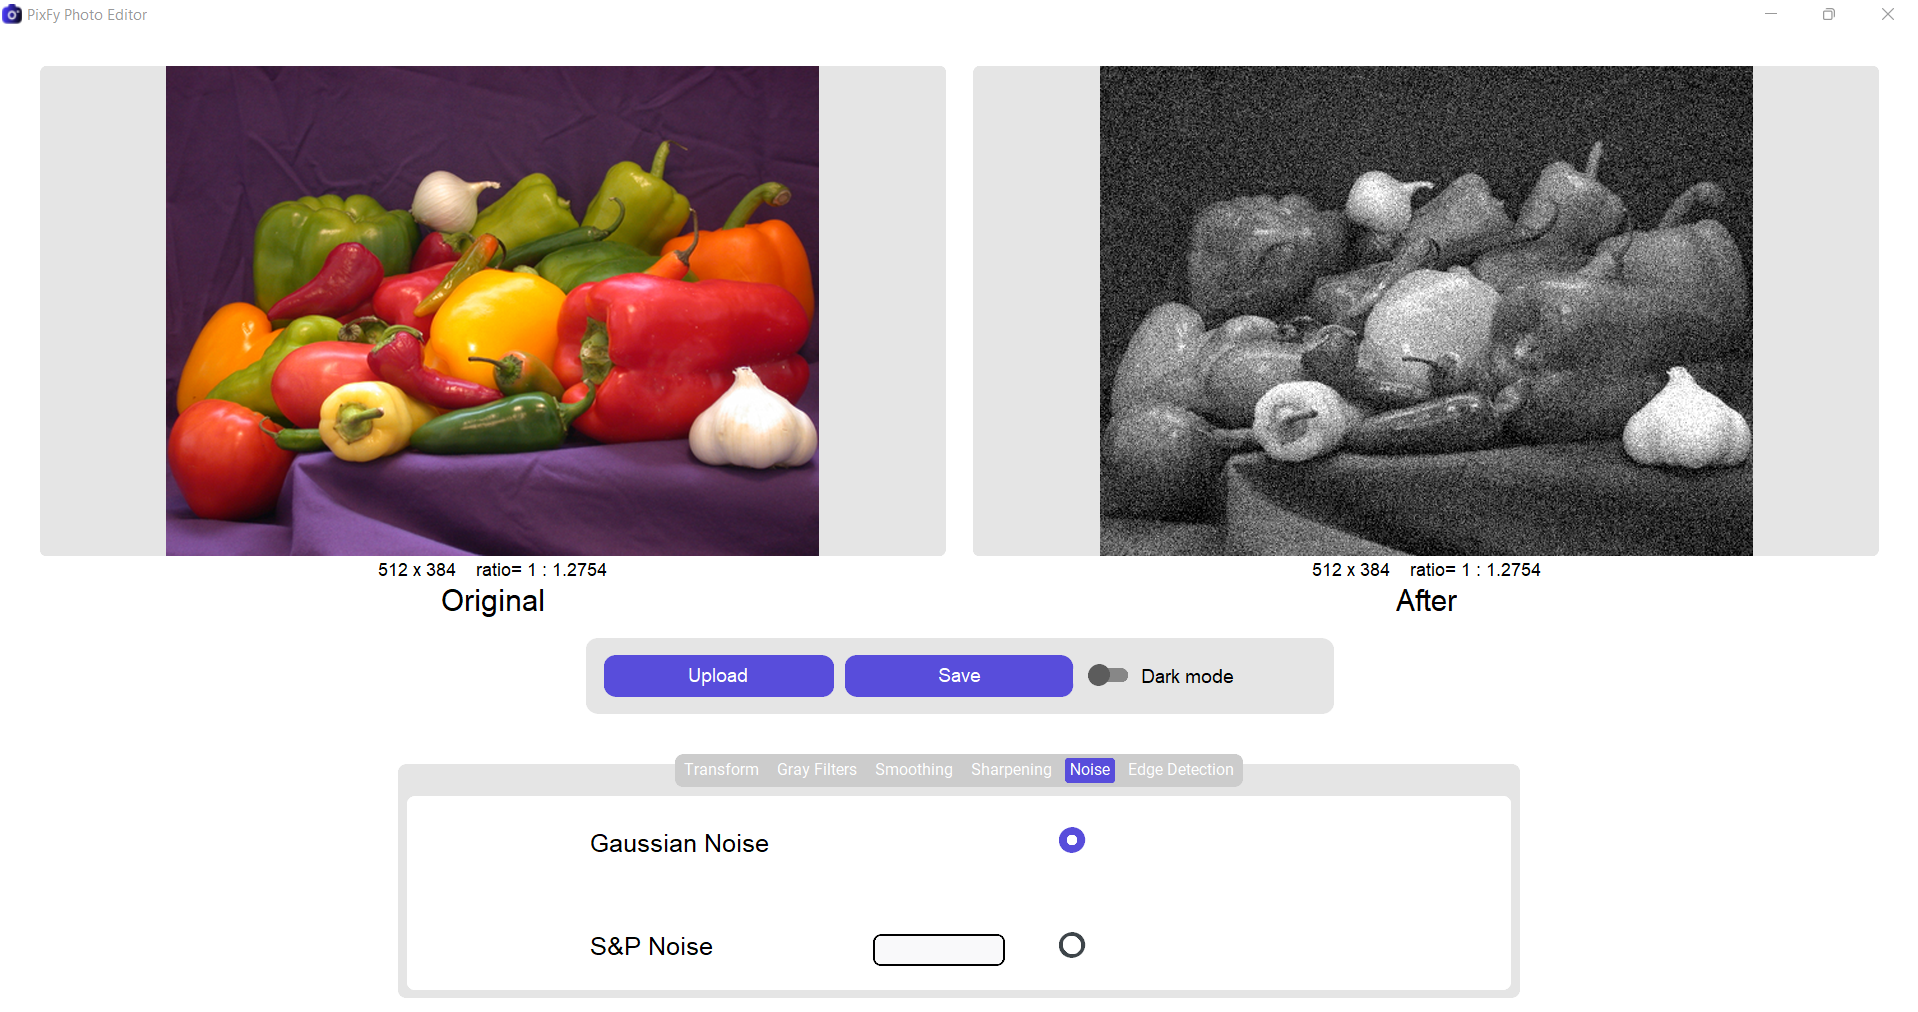 PixFy Photo Editor
512 x 384 ratio= 1 : 1.2754
Original
512 x 384 ratio= 1 : 1.2754
After
Upload
Save
Dark mode
Transform Gray Filters Smoothing Sharpening Noise Edge Detection
Gaussian Noise
S&P Noise